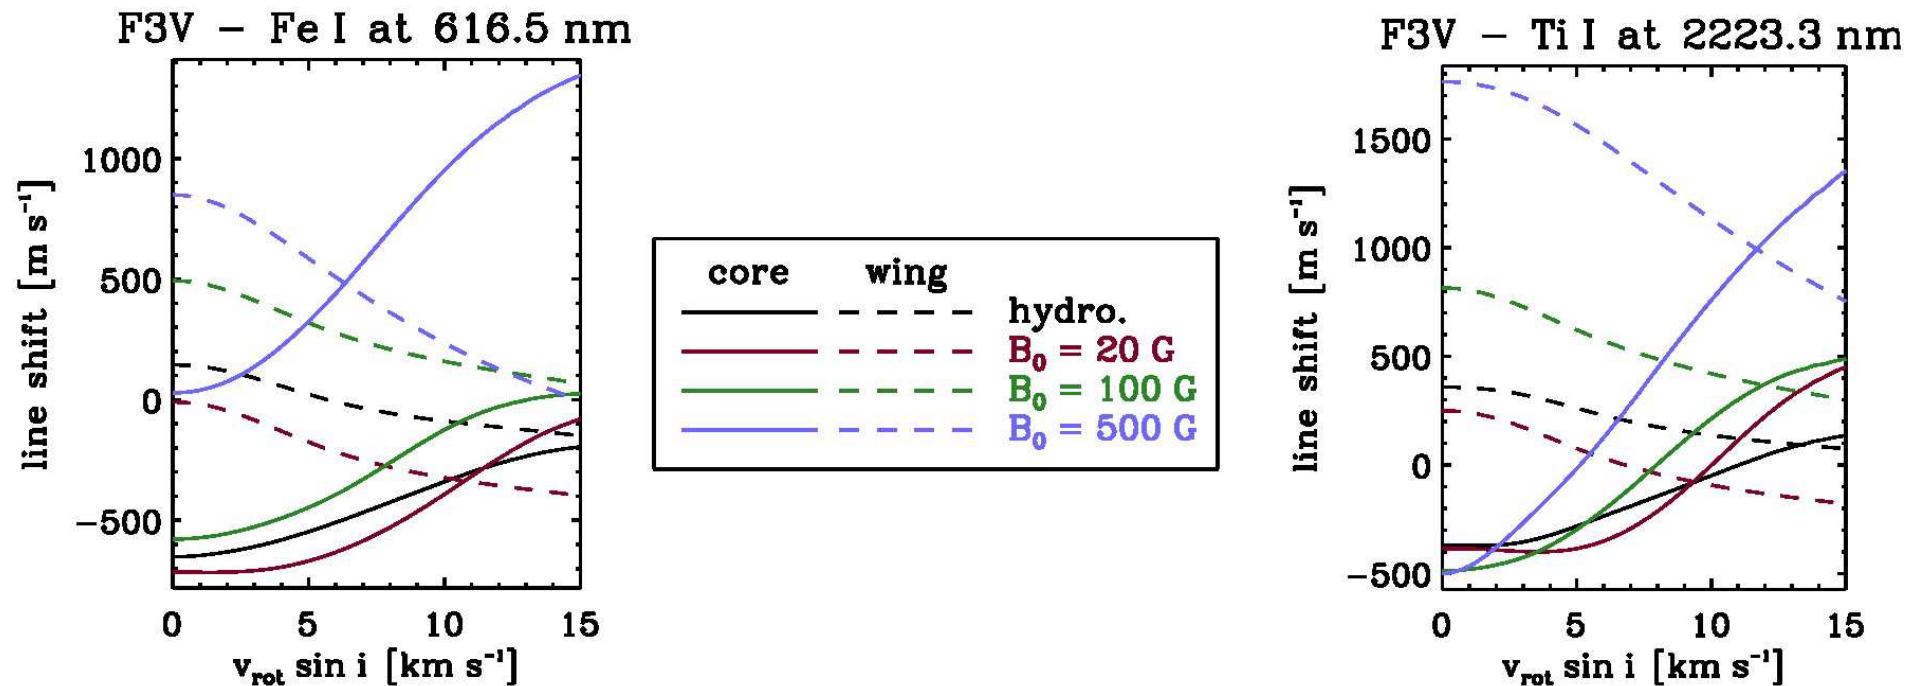 F3V − Fe I at 616.5 nm
1000
500
0
−500
line shift [m s⁻¹]
0 5 10 15
v_rot sin i [km s⁻¹]
core wing
hydro.
B₀ = 20 G
B₀ = 100 G
B₀ = 500 G
F3V − Ti I at 2223.3 nm
1500
1000
500
0
−500
line shift [m s⁻¹]
0 5 10 15
v_rot sin i [km s⁻¹]